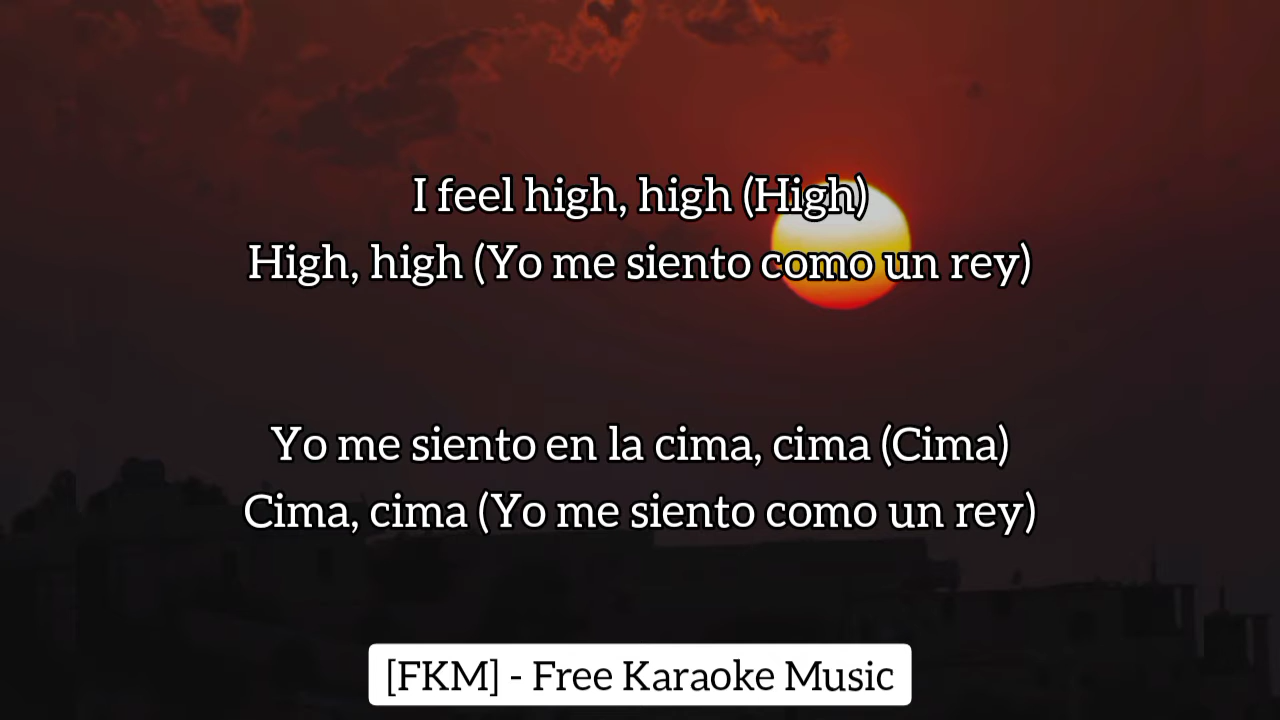 I feel high, high (High)
High, high (Yo me siento como un rey)
Yo me siento en la cima, cima (Cima)
Cima, cima (Yo me siento como un rey)
[FKM] - Free Karaoke Music